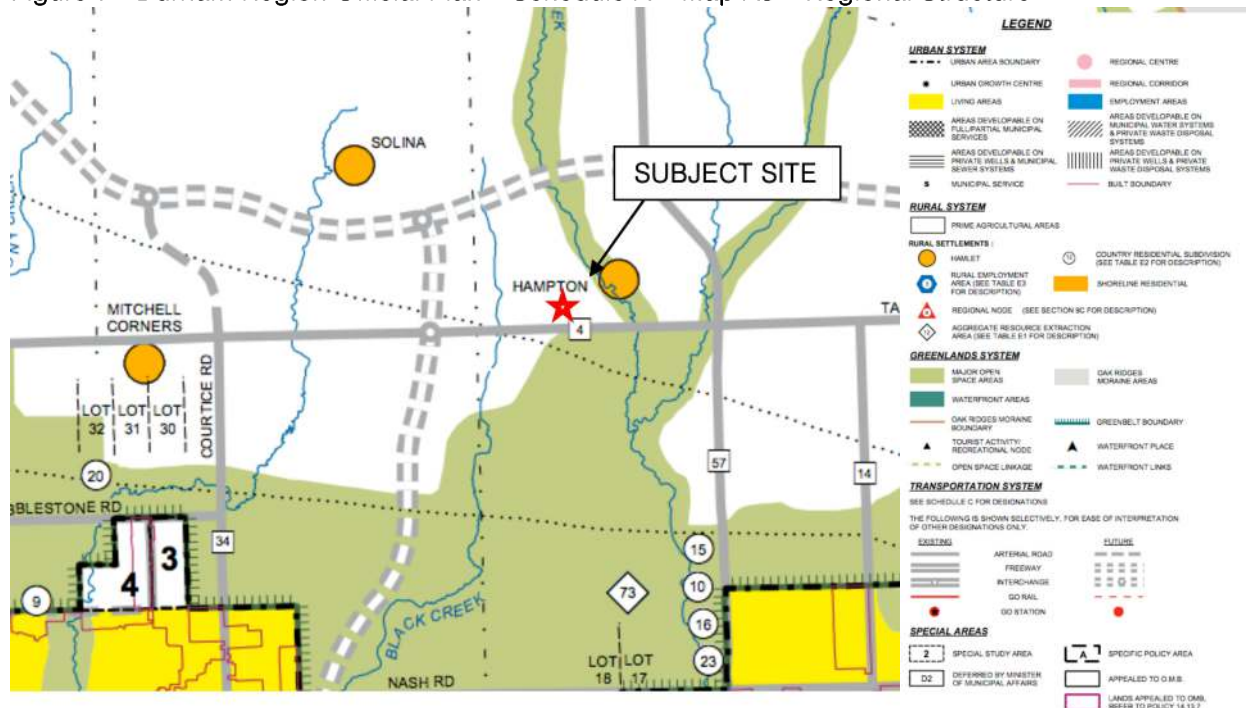 LEGEND
EEK
SOLINA
SUBJECT SITE
HAMPTON
4
TA
MITCHELL
CORNERS
LOT LOT LOT
32 31 30
COURTICE RD
20
BBLESTONE RD
34
57
14
3
4
9
15
10
16
23
73
BLACK CREEK
LOT LOT
18 17
NASH RD
URBAN SYSTEM
URBAN AREA BOUNDARY
REGIONAL CENTRE
URBAN GROWTH CENTRE
REGIONAL CORRIDOR
LIVING AREAS
EMPLOYMENT AREAS
AREAS DEVELOPABLE ON
FULL/PARTIAL MUNICIPAL
SERVICES
AREAS DEVELOPABLE ON
MUNICIPAL WATER SYSTEMS
& PRIVATE WASTE DISPOSAL
SYSTEMS
AREAS DEVELOPABLE ON
PRIVATE WELLS & MUNICIPAL
SEWER SYSTEMS
AREAS DEVELOPABLE ON
PRIVATE WELLS & PRIVATE
WASTE DISPOSAL SYSTEMS
S MUNICIPAL SERVICE
BUILT BOUNDARY
RURAL SYSTEM
PRIME AGRICULTURAL AREAS
RURAL SETTLEMENTS :
HAMLET
COUNTRY RESIDENTIAL SUBDIVISION
(SEE TABLE E2 FOR DESCRIPTION)
RURAL EMPLOYMENT
AREA (SEE TABLE E3
FOR DESCRIPTION)
SHORELINE RESIDENTIAL
REGIONAL NODE (SEE SECTION 9C FOR DESCRIPTION)
AGGREGATE RESOURCE EXTRACTION
AREA (SEE TABLE E1 FOR DESCRIPTION)
GREENLANDS SYSTEM
MAJOR OPEN
SPACE AREAS
OAK RIDGES
MORAINE AREAS
WATERFRONT AREAS
OAK RIDGES MORAINE
BOUNDARY
GREENBELT BOUNDARY
TOURIST ACTIVITY/
RECREATIONAL NODE
WATERFRONT PLACE
OPEN SPACE LINKAGE
WATERFRONT LINKS
TRANSPORTATION SYSTEM
SEE SCHEDULE C FOR DESIGNATIONS
THE FOLLOWING IS SHOWN SELECTIVELY, FOR EASE OF INTERPRETATION
OF OTHER DESIGNATIONS ONLY.
EXISTING FUTURE
ARTERIAL ROAD
FREEWAY
INTERCHANGE
GO RAIL
GO STATION
SPECIAL AREAS
2 SPECIAL STUDY AREA
A SPECIFIC POLICY AREA
D2 DEFERRED BY MINISTER
OF MUNICIPAL AFFAIRS
APPEALED TO O.M.B.
LANDS APPEALED TO OMB,